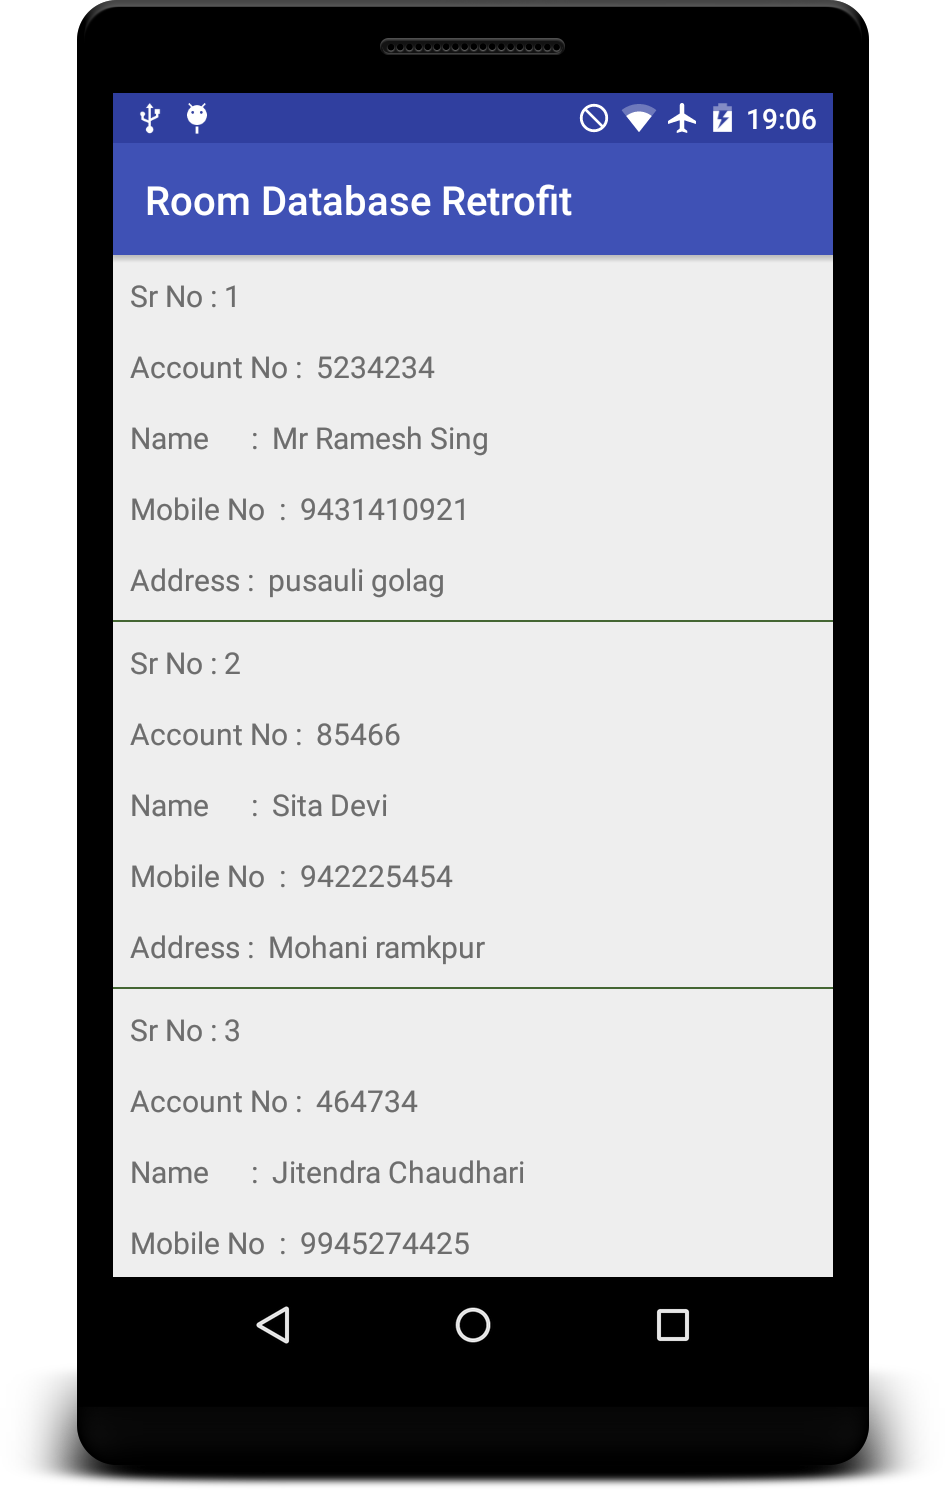 19:06
Room Database Retrofit
Sr No : 1
Account No :  5234234
Name     :  Mr Ramesh Sing
Mobile No  :  9431410921
Address :  pusauli golag
Sr No : 2
Account No :  85466
Name     :  Sita Devi
Mobile No  :  942225454
Address :  Mohani ramkpur
Sr No : 3
Account No :  464734
Name     :  Jitendra Chaudhari
Mobile No  :  9945274425